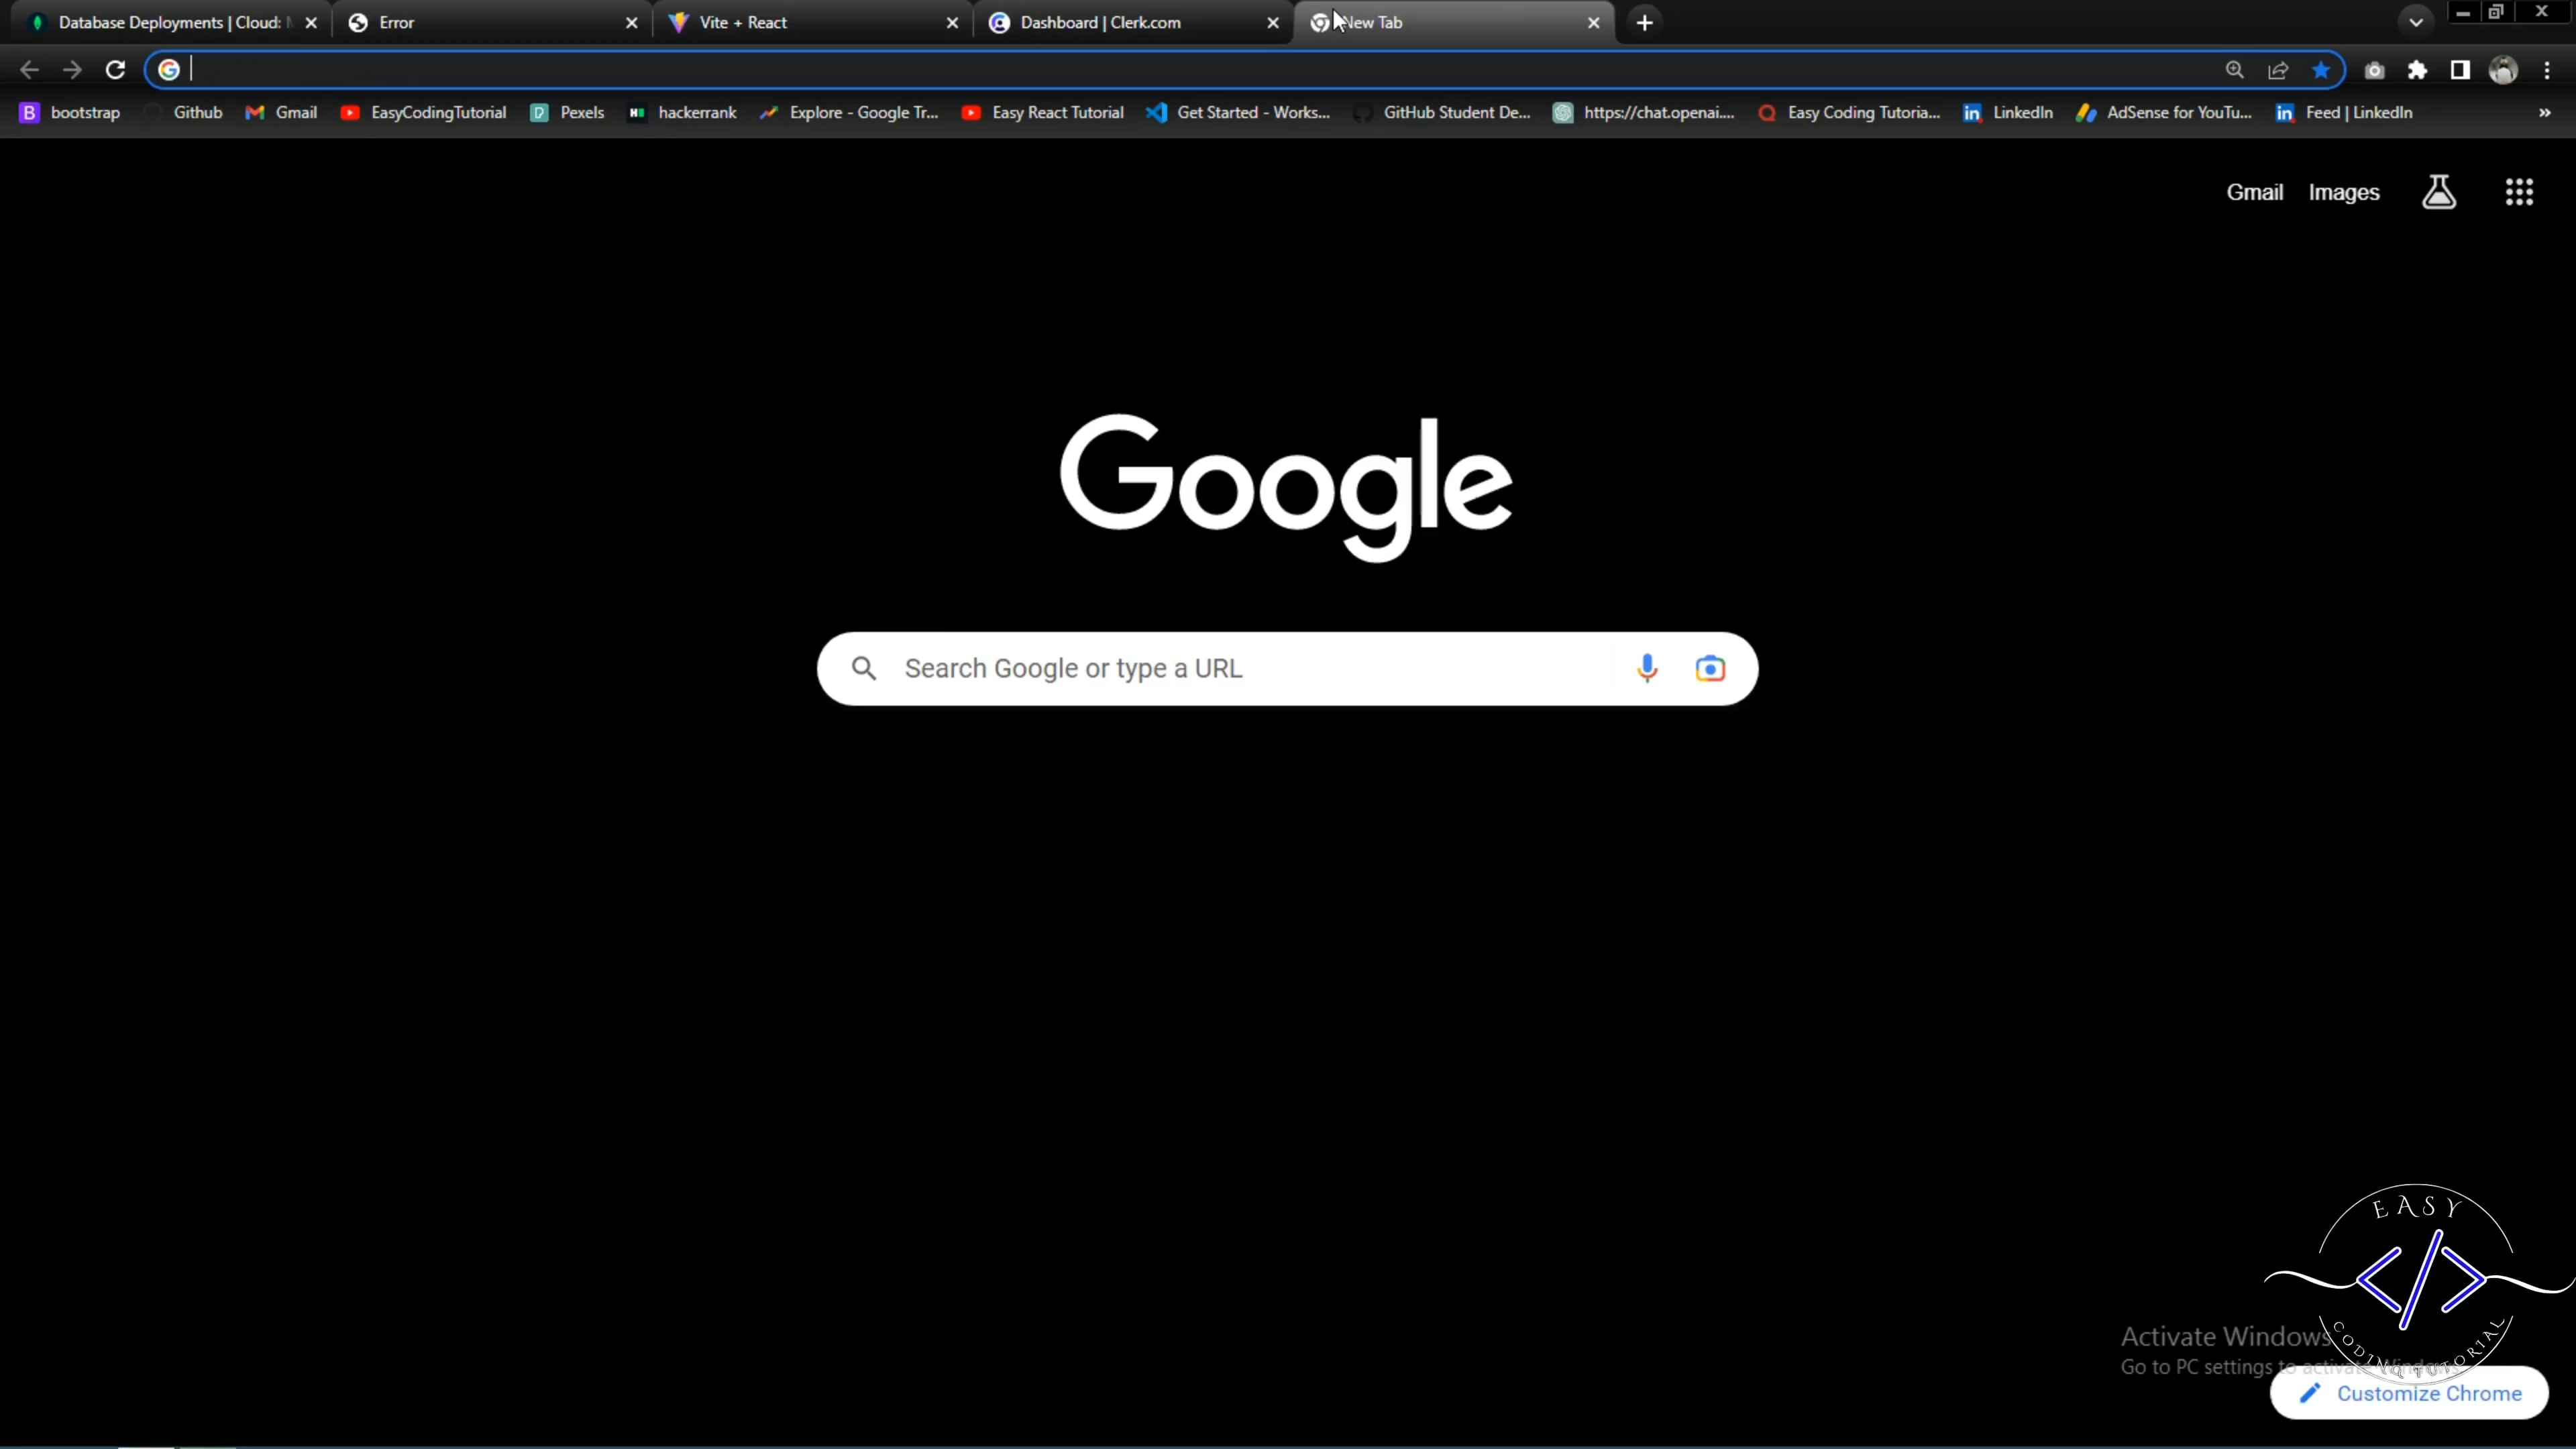 Database Deployments | Cloud:
Error
Vite + React
Dashboard | Clerk.com
New Tab
bootstrap
Github
Gmail
EasyCodingTutorial
Pexels
hackerrank
Explore - Google Tr...
Easy React Tutorial
Get Started - Works...
GitHub Student De...
https://chat.openai....
Easy Coding Tutoria...
LinkedIn
AdSense for YouTu...
Feed | LinkedIn
Gmail
Images
Google
Search Google or type a URL
EASY
CODING TUTORIAL
Activate Windows
Go to PC settings to activate Windows.
Customize Chrome